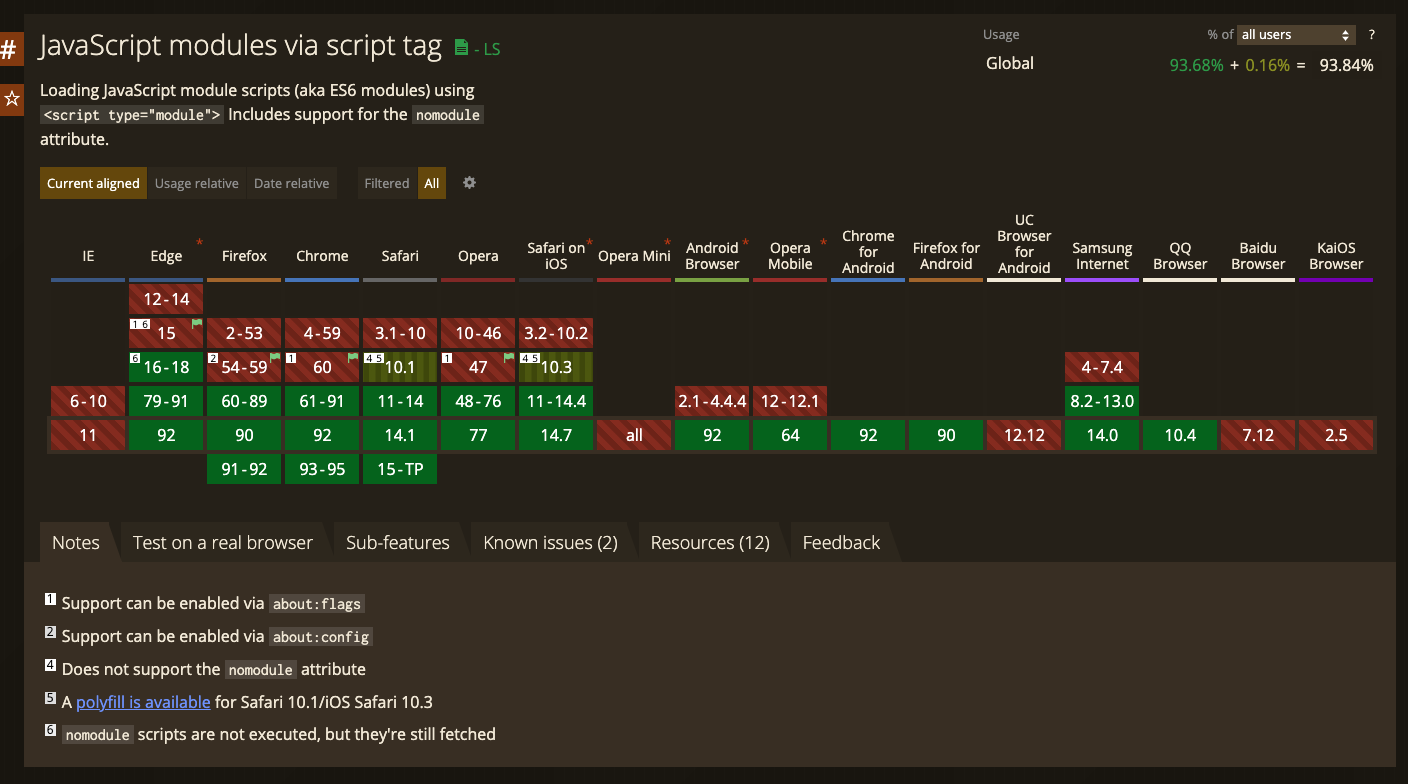 #
JavaScript modules via script tag - LS
Usage % of all users ?
Global 93.68% + 0.16% = 93.84%
Loading JavaScript module scripts (aka ES6 modules) using
<script type="module"> Includes support for the nomodule
attribute.
Current aligned Usage relative Date relative Filtered All
IE
Edge *
Firefox
Chrome
Safari
Opera
Safari on *
iOS
Opera Mini *
Android *
Browser
Opera *
Mobile
Chrome
for
Android
Firefox for
Android
UC
Browser
for
Android
Samsung
Internet
QQ
Browser
Baidu
Browser
KaiOS
Browser
12-14
1 6 15 2-53 4-59 3.1-10 10-46 3.2-10.2
6 16-18 2 54-59 1 60 4 5 10.1 1 47 4 5 10.3 4-7.4
6-10 79-91 60-89 61-91 11-14 48-76 11-14.4 2.1-4.4.4 12-12.1 8.2-13.0
11 92 90 92 14.1 77 14.7 all 92 64 92 90 12.12 14.0 10.4 7.12 2.5
91-92 93-95 15-TP
Notes Test on a real browser Sub-features Known issues (2) Resources (12) Feedback
1 Support can be enabled via about:flags
2 Support can be enabled via about:config
4 Does not support the nomodule attribute
5 A polyfill is available for Safari 10.1/iOS Safari 10.3
6 nomodule scripts are not executed, but they're still fetched